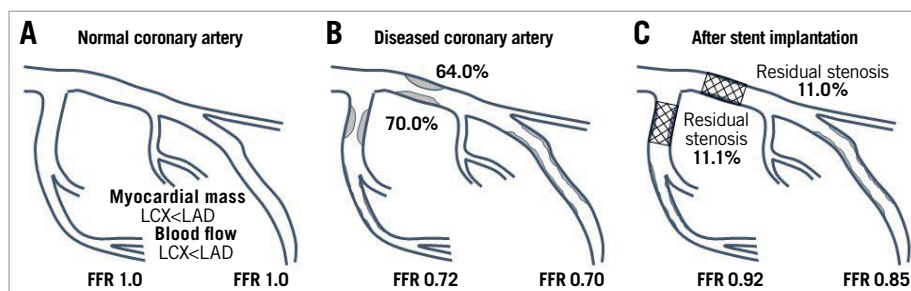 A Normal coronary artery
Myocardial mass
LCX<LAD
Blood flow
LCX<LAD
FFR 1.0 FFR 1.0
B Diseased coronary artery
64.0%
70.0%
FFR 0.72 FFR 0.70
C After stent implantation
Residual stenosis
11.0%
Residual
stenosis
11.1%
FFR 0.92 FFR 0.85